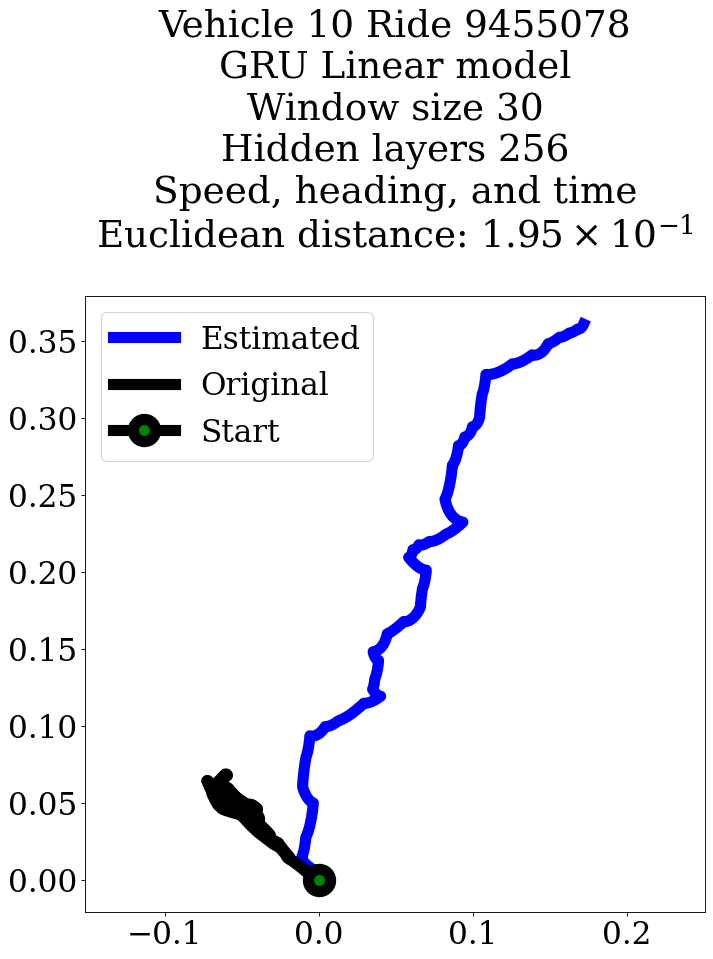 Vehicle 10 Ride 9455078
GRU Linear model
Window size 30
Hidden layers 256
Speed, heading, and time
Euclidean distance: 1.95 × 10⁻¹
Estimated
Original
Start
0.35
0.30
0.25
0.20
0.15
0.10
0.05
0.00
−0.1 0.0 0.1 0.2